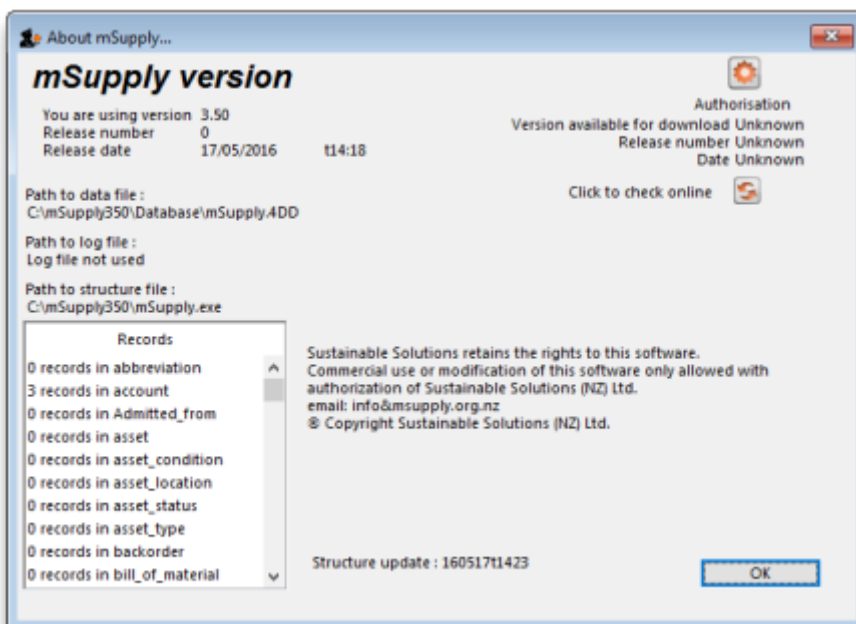 About mSupply...
mSupply version
You are using version 3.50
Release number 0
Release date 17/05/2016 t14:18
Authorisation
Version available for download Unknown
Release number Unknown
Date Unknown
Click to check online
Path to data file :
C:\mSupply350\Database\mSupply.4DD
Path to log file :
Log file not used
Path to structure file :
C:\mSupply350\mSupply.exe
Records
0 records in abbreviation
3 records in account
0 records in Admitted_from
0 records in asset
0 records in asset_condition
0 records in asset_location
0 records in asset_status
0 records in asset_type
0 records in backorder
0 records in bill_of_material
Sustainable Solutions retains the rights to this software.
Commercial use or modification of this software only allowed with
authorization of Sustainable Solutions (NZ) Ltd.
email: info&msupply.org.nz
® Copyright Sustainable Solutions (NZ) Ltd.
Structure update : 160517t1423
OK